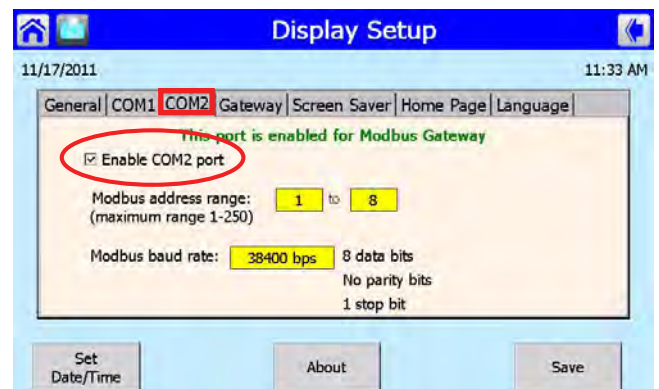 Display Setup
11/17/2011 11:33 AM
General COM1 COM2 Gateway Screen Saver Home Page Language
This port is enabled for Modbus Gateway
Enable COM2 port
Modbus address range: 1 to 8
(maximum range 1-250)
Modbus baud rate: 38400 bps 8 data bits
No parity bits
1 stop bit
Set
Date/Time
About
Save